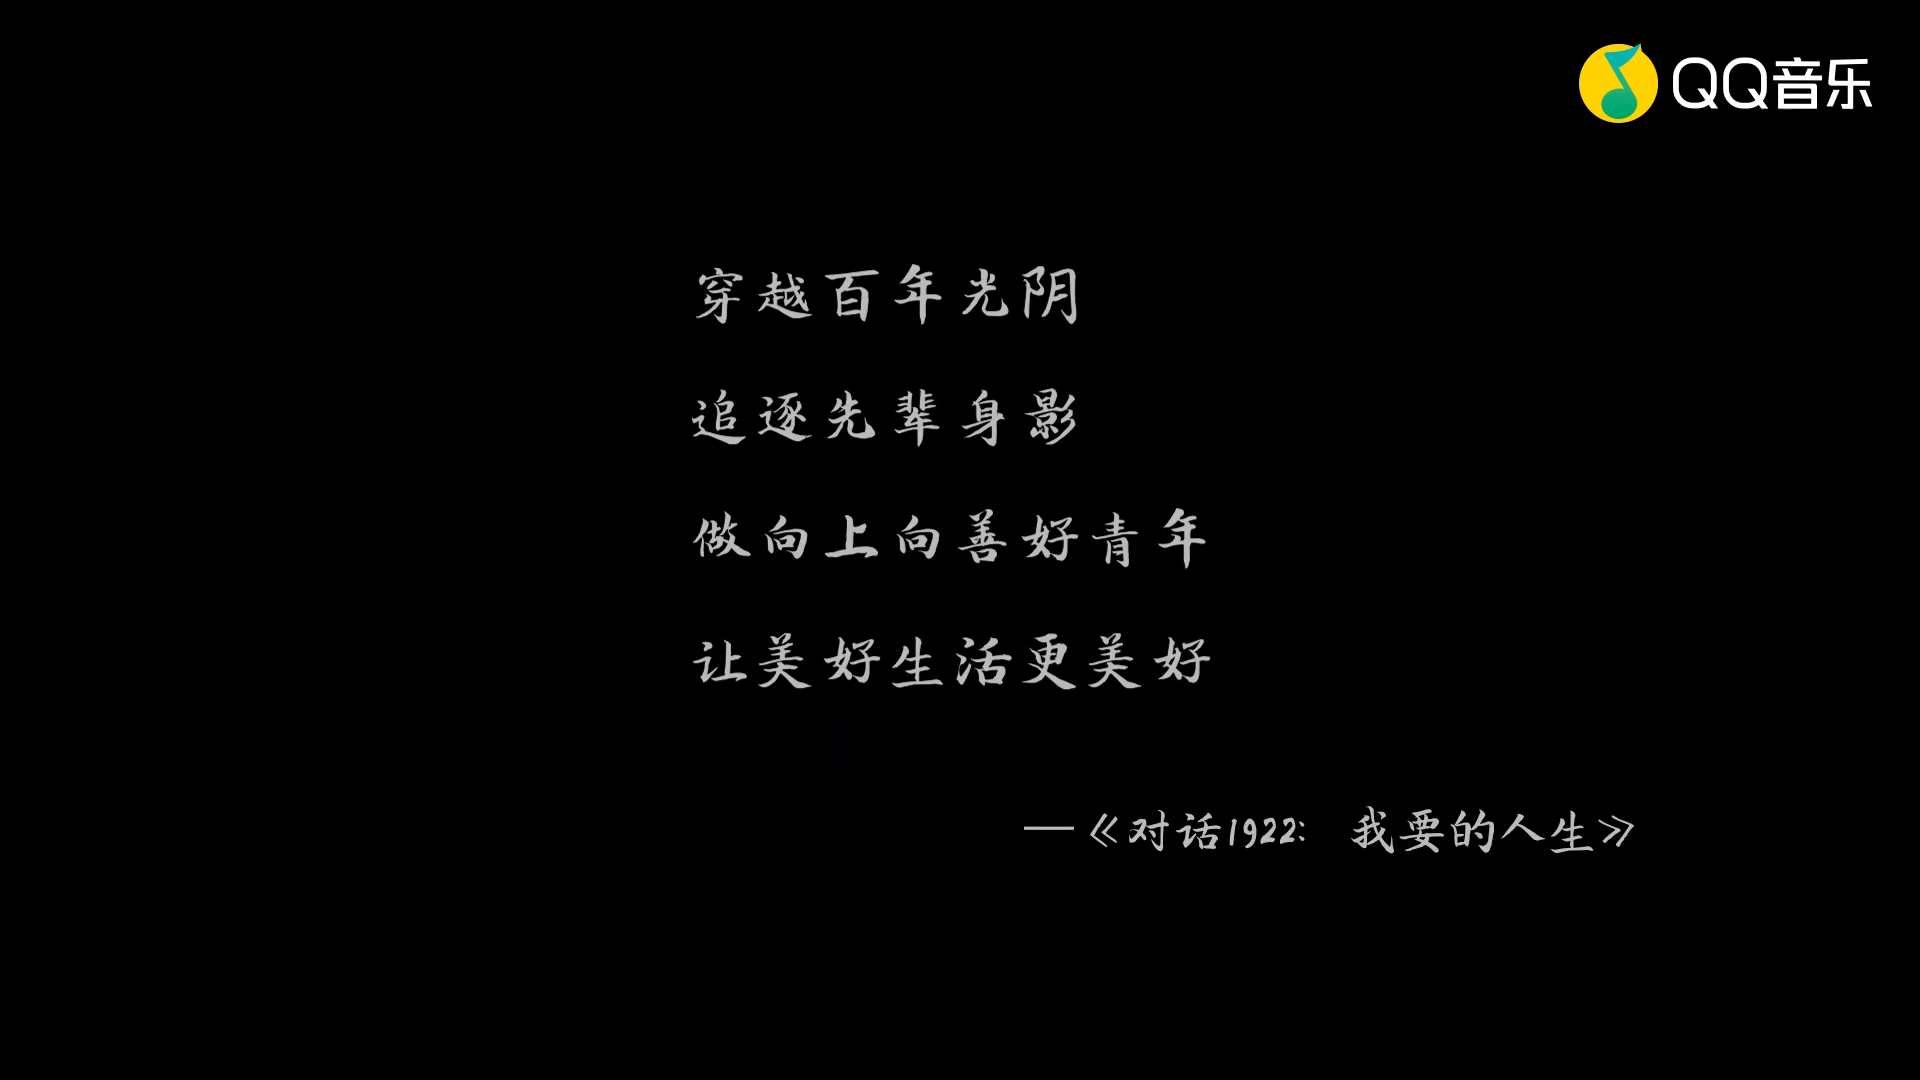 QQ音乐
穿越百年光阴
追逐先辈身影
做向上向善好青年
让美好生活更美好
—《对话1922: 我要的人生》